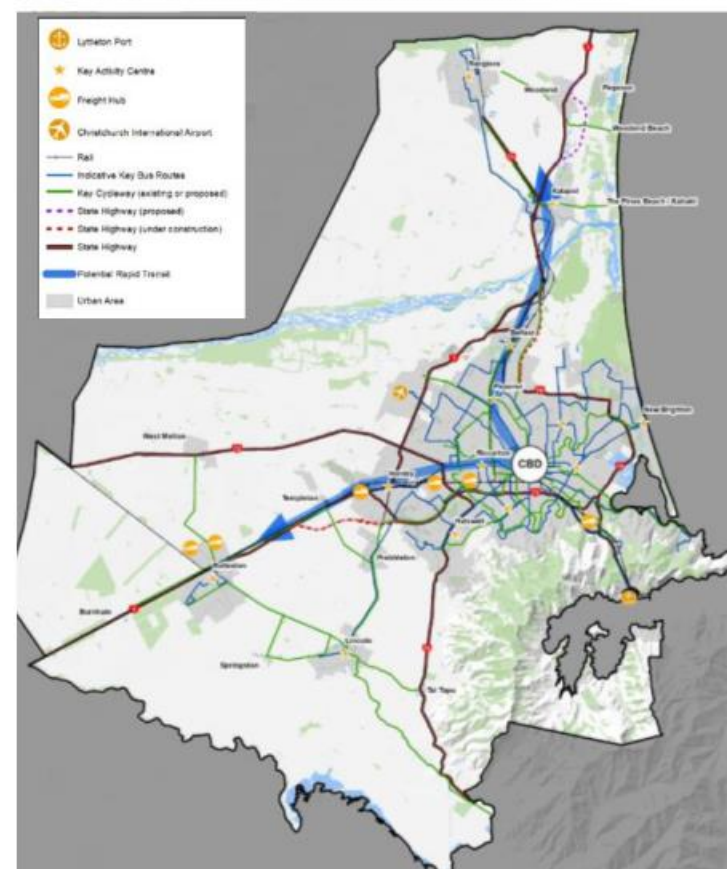 Lyttleton Port
Key Activity Centre
Freight Hub
Christchurch International Airport
Rail
Indicative Key Bus Routes
Key Cycleway (existing or proposed)
State Highway (proposed)
State Highway (under construction)
State Highway
Potential Rapid Transit
Urban Area
Rangiora
Woodend
Pegasus
Woodend Beach
Kaiapoi
The Pines Beach - Kairaki
Belfast
Papanui
New Brighton
West Melton
Riccarton
CBD
Hornby
Templeton
Halswell
Rolleston
Prebbleton
Burnham
Lincoln
Springston
Tai Tapu